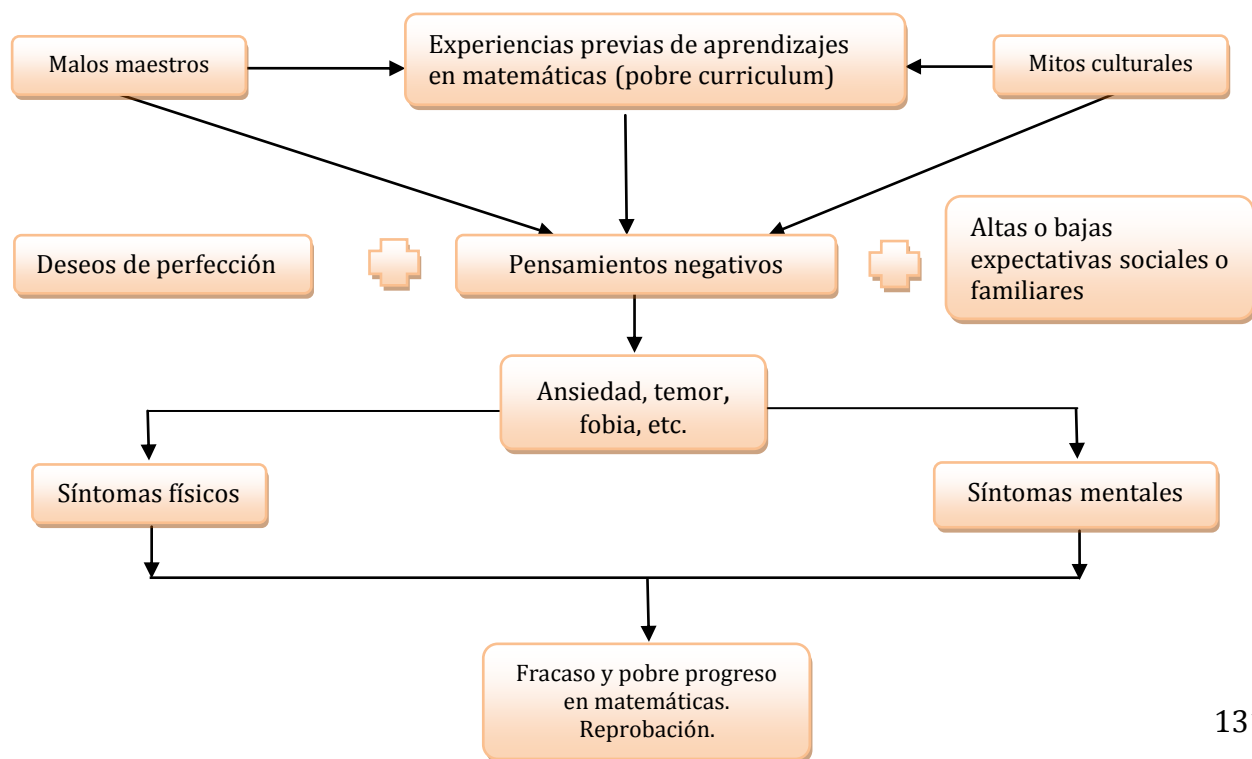 Malos maestros
Experiencias previas de aprendizajes
en matemáticas (pobre curriculum)
Mitos culturales
Deseos de perfección
Pensamientos negativos
Altas o bajas
expectativas sociales o
familiares
Ansiedad, temor,
fobia, etc.
Síntomas físicos
Síntomas mentales
Fracaso y pobre progreso
en matemáticas.
Reprobación.
13